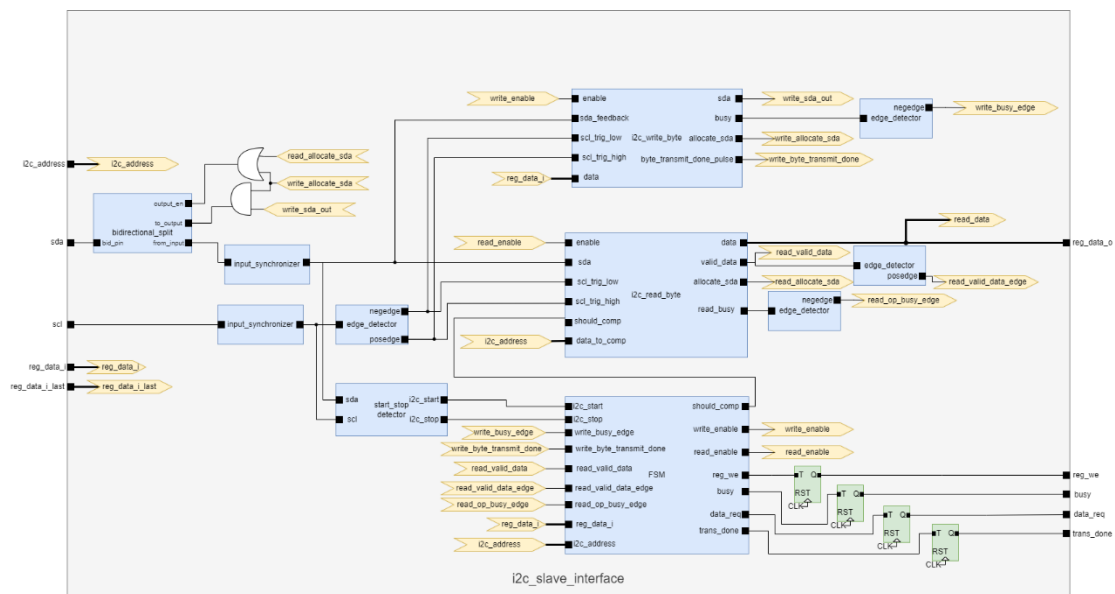 write_enable
enable
sda
write_sda_out
negedge
write_busy_edge
sda_feedback
busy
edge_detector
scl_trig_low
i2c_write_byte
allocate_sda
write_allocate_sda
scl_trig_high
byte_transmit_done_pulse
write_byte_transmit_done
reg_data_i
data
i2c_address
i2c_address
read_allocate_sda
write_allocate_sda
write_sda_out
output_en
to_output
bidirectional_split
sda
bid_pin
from_input
input_synchronizer
read_enable
enable
data
read_data
reg_data_o
sda
valid_data
read_valid_data
edge_detector
posedge
read_valid_data_edge
scl_trig_low
allocate_sda
read_allocate_sda
scl_trig_high
i2c_read_byte
read_busy
negedge
read_op_busy_edge
edge_detector
should_comp
i2c_address
data_to_comp
scl
input_synchronizer
negedge
edge_detector
posedge
reg_data_i
reg_data_i
reg_data_i_last
reg_data_i_last
sda
i2c_start
start_stop
detector
scl
i2c_stop
i2c_start
should_comp
i2c_stop
write_busy_edge
write_busy_edge
write_enable
write_enable
write_byte_transmit_done
write_byte_transmit_done
read_enable
read_enable
read_valid_data
read_valid_data
FSM
reg_we
T Q
RST
CLK
reg_we
read_valid_data_edge
read_valid_data_edge
busy
T Q
RST
CLK
busy
read_op_busy_edge
read_op_busy_edge
data_req
T Q
RST
CLK
data_req
reg_data_i
reg_data_i
trans_done
T Q
RST
CLK
trans_done
i2c_address
i2c_address
i2c_slave_interface